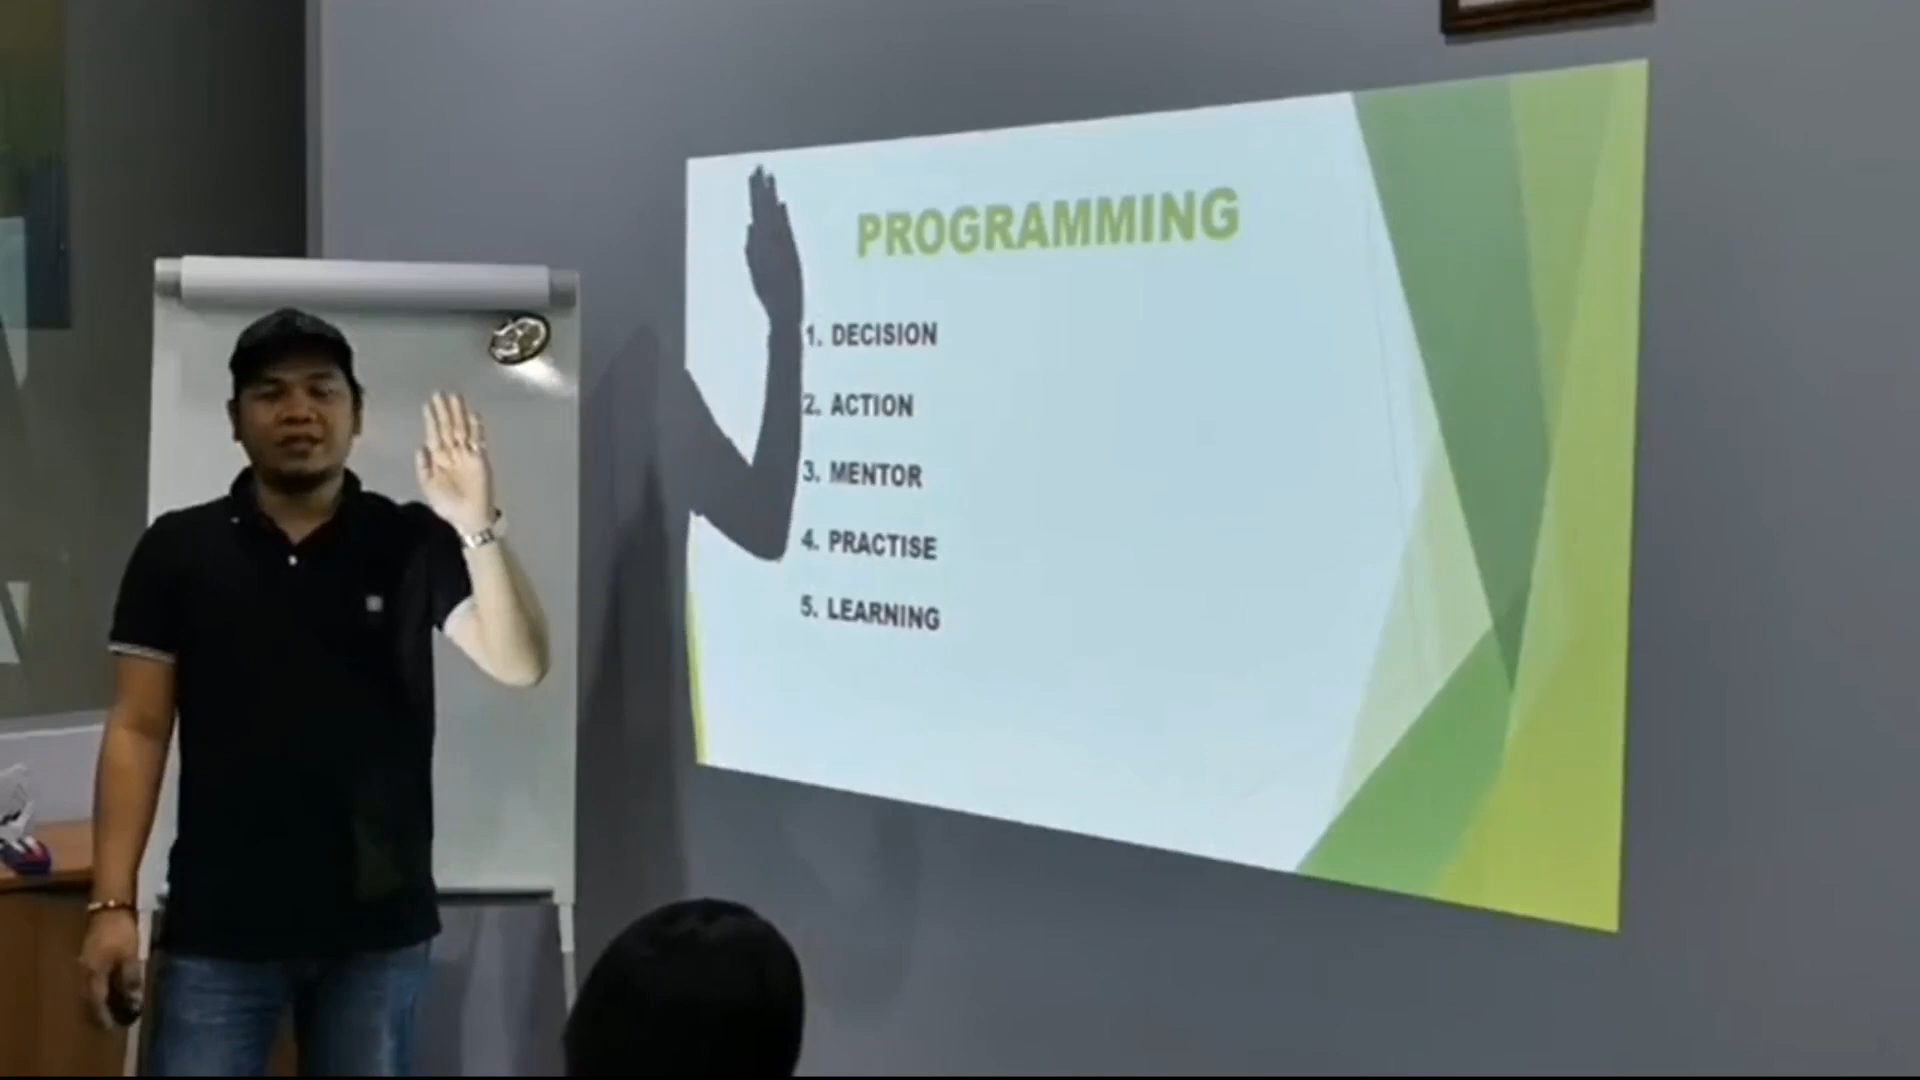 PROGRAMMING
1. DECISION
2. ACTION
3. MENTOR
4. PRACTISE
5. LEARNING